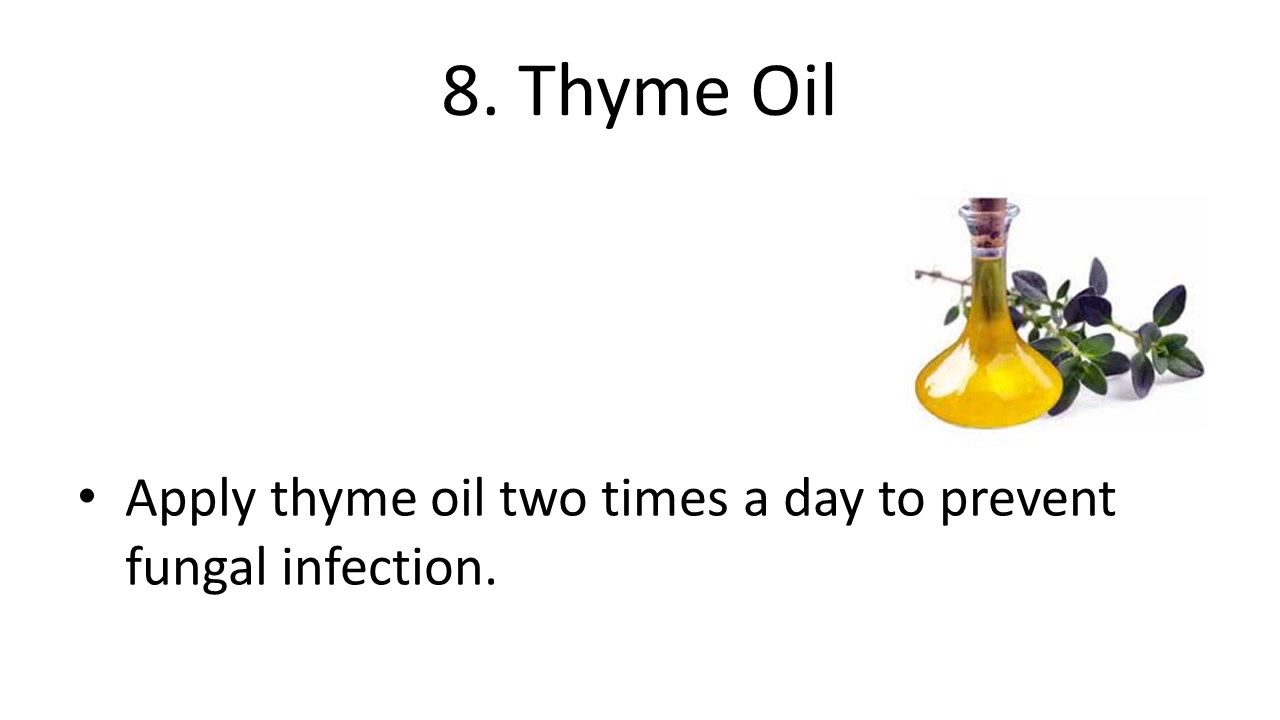 8. Thyme Oil
• Apply thyme oil two times a day to prevent
fungal infection.